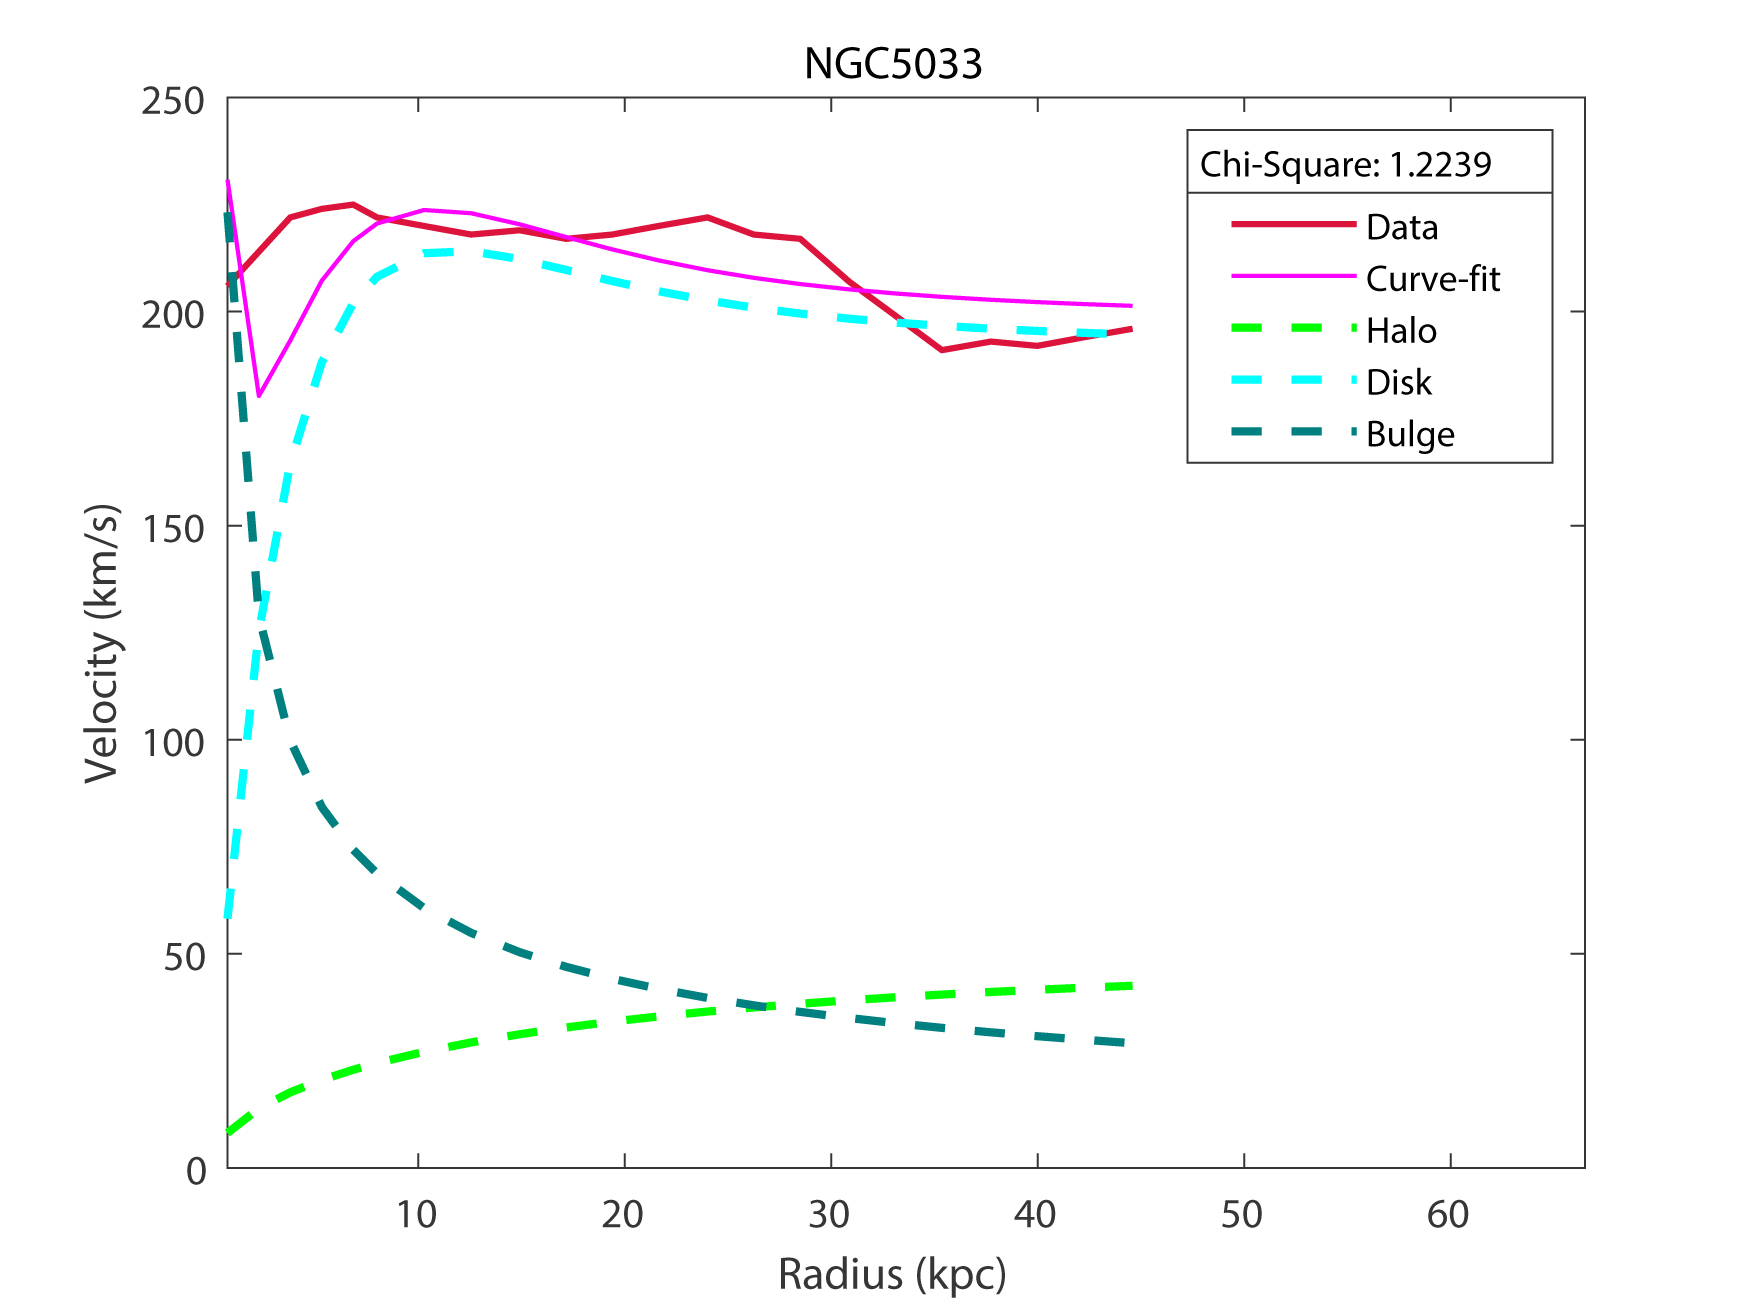 NGC5033
250
200
150
100
50
0
Velocity (km/s)
Chi-Square: 1.2239
Data
Curve-fit
Halo
Disk
Bulge
10 20 30 40 50 60
Radius (kpc)